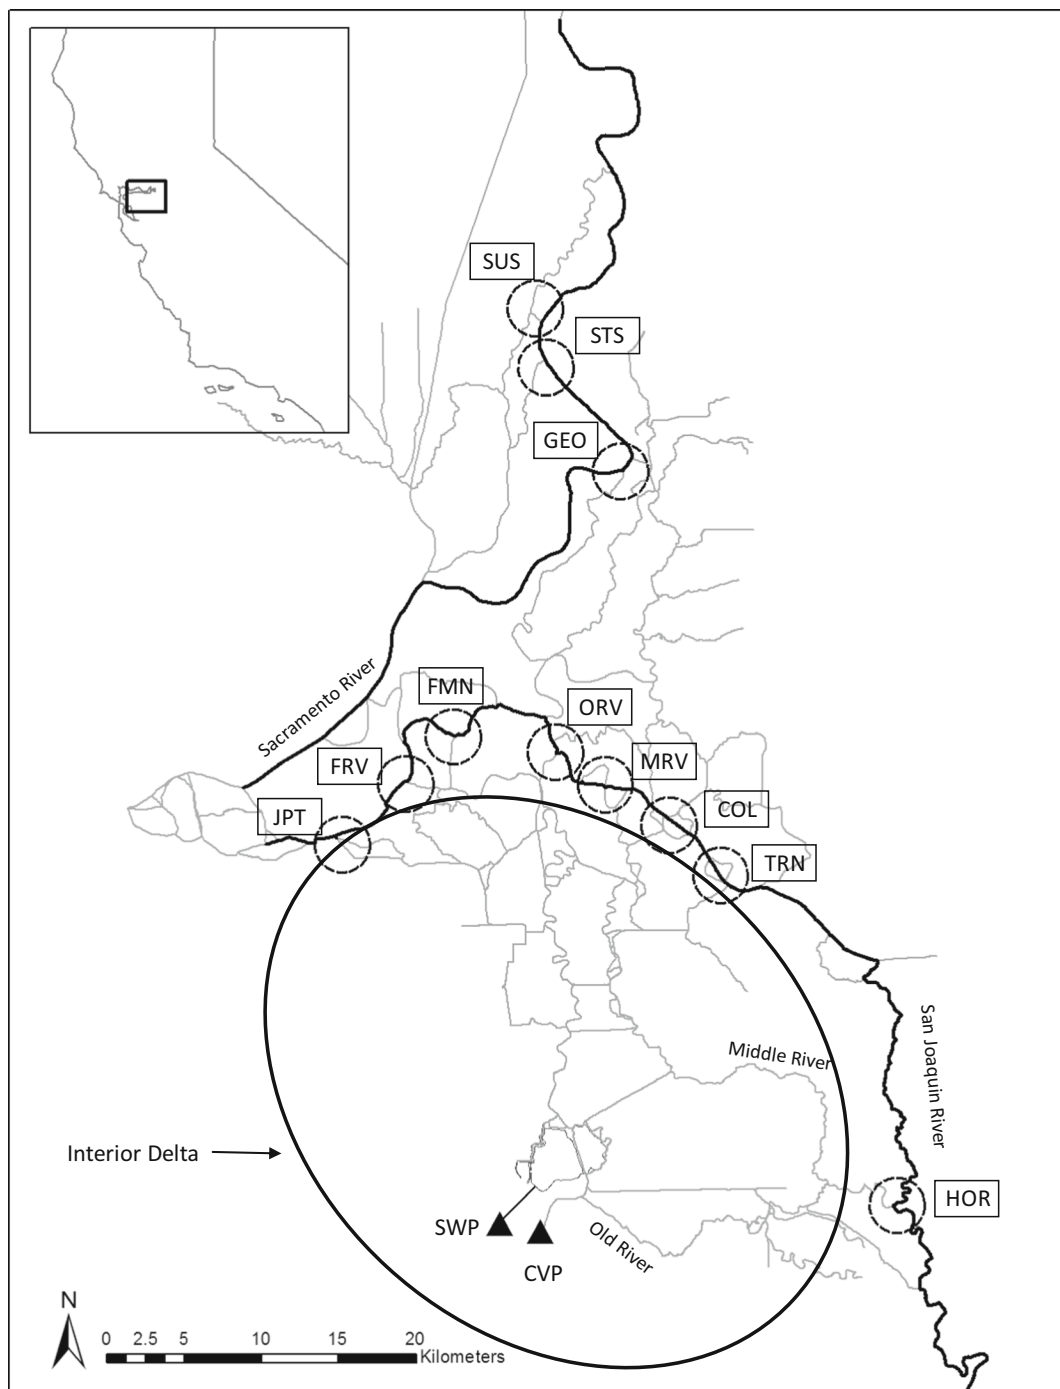 SUS
STS
GEO
Sacramento River
FMN
ORV
FRV
MRV
JPT
COL
TRN
San Joaquin River
Middle River
Interior Delta
HOR
SWP
Old River
CVP
N
0 2.5 5 10 15 20
Kilometers